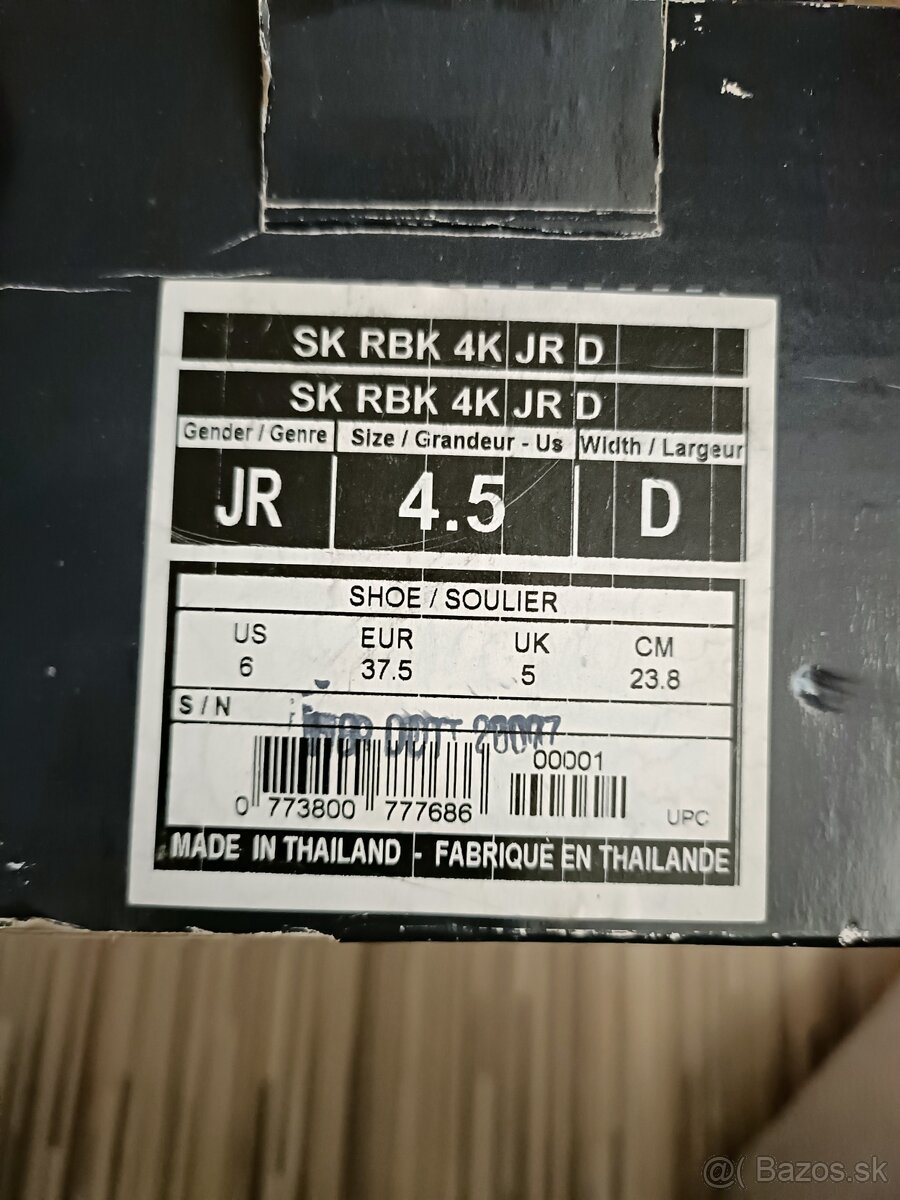 SK RBK 4K JR D
SK RBK 4K JR D
Gender / Genre Size / Grandeur - Us Width / Largeur
JR 4.5 D
SHOE / SOULIER
US EUR UK CM
6 37.5 5 23.8
S / N
00001
0 773800 777686 UPC
MADE IN THAILAND - FABRIQUÉ EN THAILANDE
@( Bazos.sk